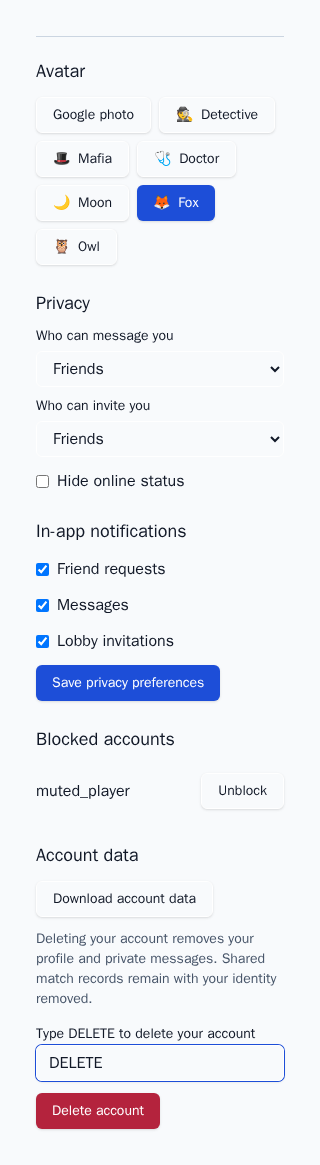 Avatar
Google photo
Detective
Mafia
Doctor
Moon
Fox
Owl
Privacy
Who can message you
Friends
Who can invite you
Friends
Hide online status
In-app notifications
Friend requests
Messages
Lobby invitations
Save privacy preferences
Blocked accounts
muted_player
Unblock
Account data
Download account data
Deleting your account removes your
profile and private messages. Shared
match records remain with your identity
removed.
Type DELETE to delete your account
DELETE
Delete account